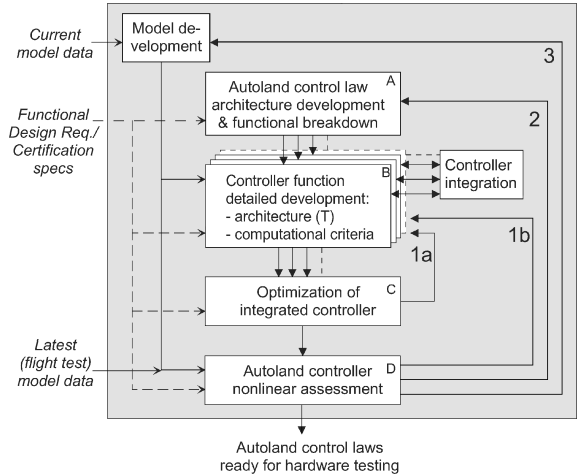 Current
model data
Model de-
velopment
3
A
Autoland control law
architecture development
& functional breakdown
2
Functional
Design Req./
Certification
specs
B
Controller function
detailed development:
- architecture (T)
- computational criteria
Controller
integration
1a
1b
C
Optimization of
integrated controller
Latest
(flight test)
model data
D
Autoland controller
nonlinear assessment
Autoland control laws
ready for hardware testing